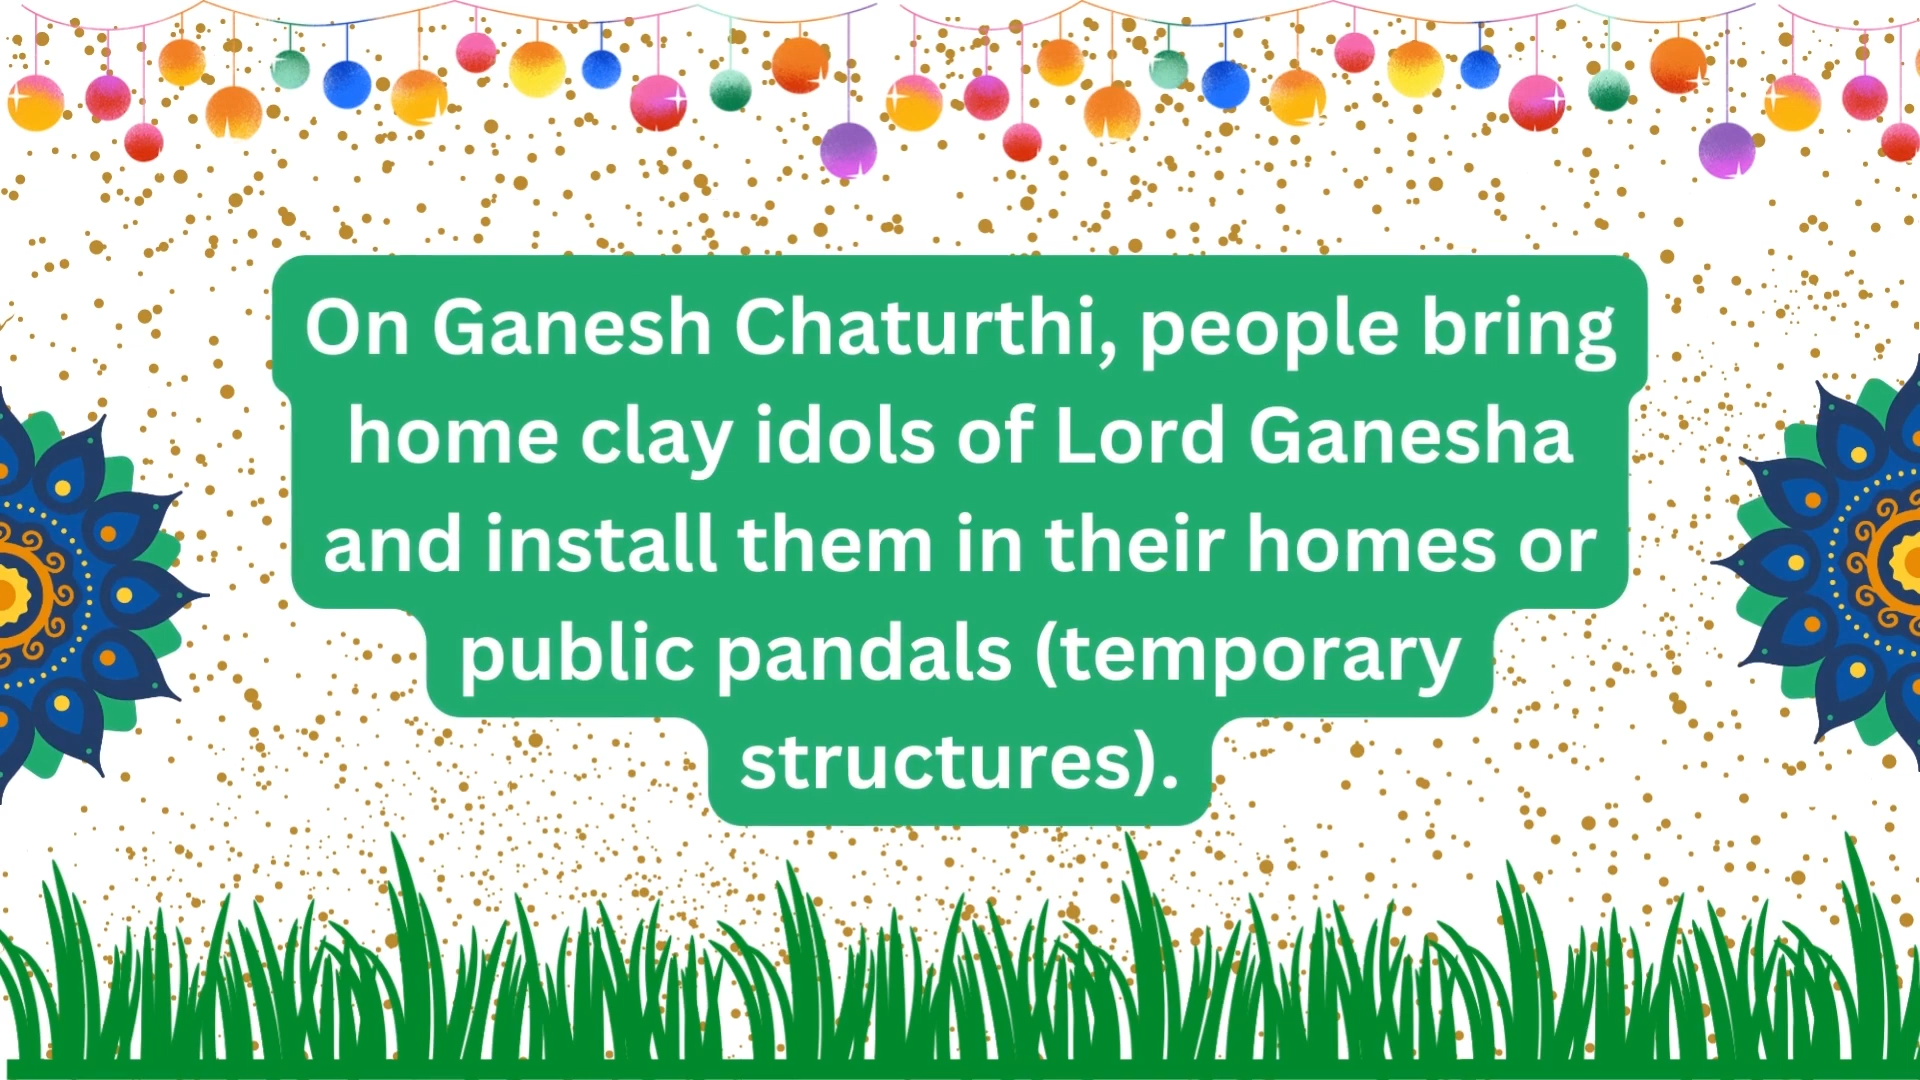 On Ganesh Chaturthi, people bring
home clay idols of Lord Ganesha
and install them in their homes or
public pandals (temporary
structures).